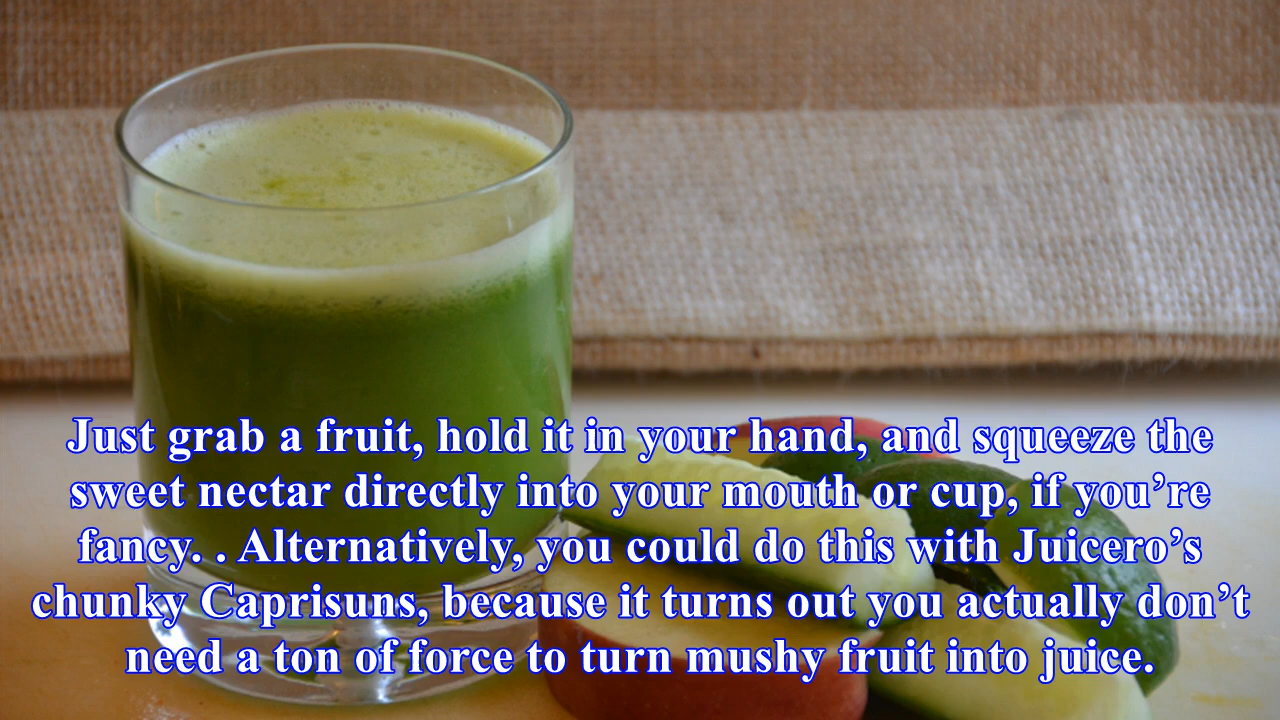 Just grab a fruit, hold it in your hand, and squeeze the
sweet nectar directly into your mouth or cup, if you’re
fancy. . Alternatively, you could do this with Juicero’s
chunky Caprisuns, because it turns out you actually don’t
need a ton of force to turn mushy fruit into juice.